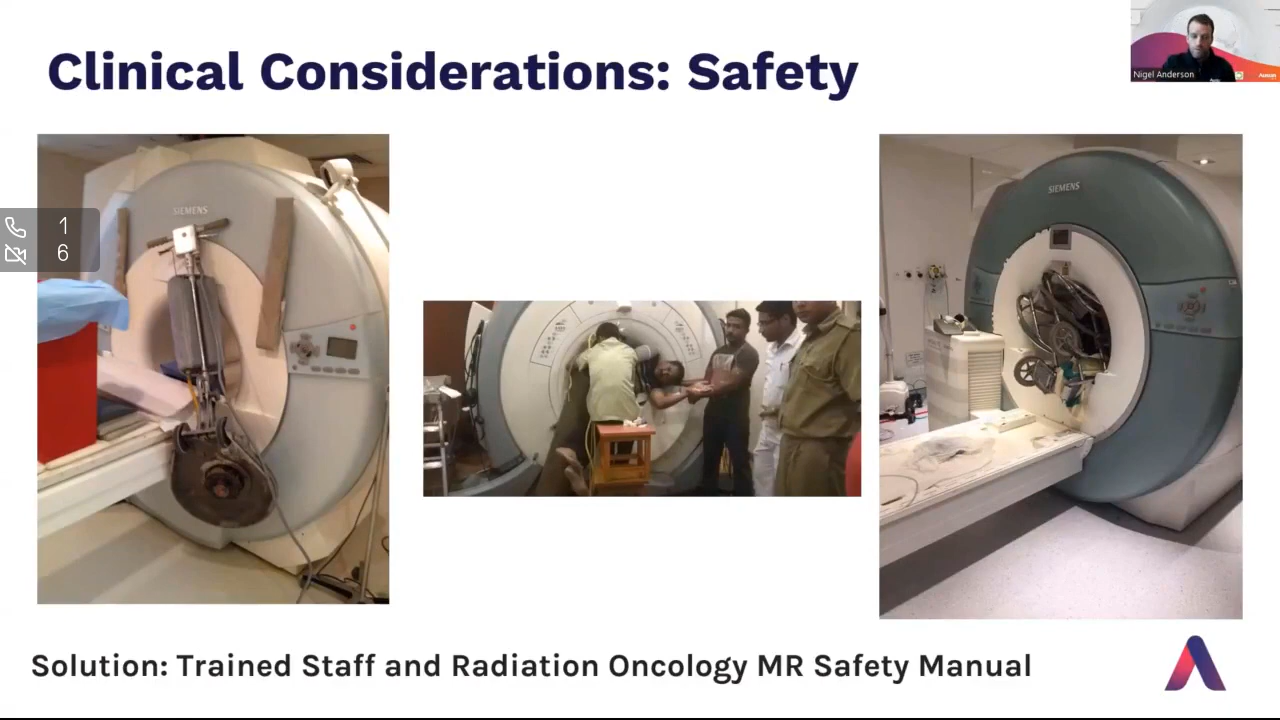 Clinical Considerations: Safety
Nigel Anderson
SIEMENS
1
6
SIEMENS
Solution: Trained Staff and Radiation Oncology MR Safety Manual